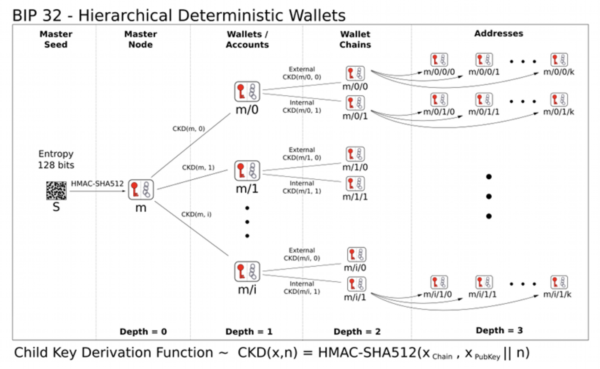 BIP 32 - Hierarchical Deterministic Wallets
Master Seed
Master Node
Wallets / Accounts
Wallet Chains
Addresses
Entropy 128 bits
S
HMAC-SHA512
m
CKD(m, 0)
CKD(m, 1)
CKD(m, i)
m/0
m/1
m/i
External
CKD(m/0, 0)
Internal
CKD(m/0, 1)
m/0/0
m/0/1
External
CKD(m/1, 0)
Internal
CKD(m/1, 1)
m/1/0
m/1/1
External
CKD(m/i, 0)
Internal
CKD(m/i, 1)
m/i/0
m/i/1
m/0/0/0
m/0/0/1
m/0/0/k
m/0/1/0
m/0/1/1
m/0/1/k
m/i/1/0
m/i/1/1
m/i/1/k
Depth = 0
Depth = 1
Depth = 2
Depth = 3
Child Key Derivation Function ~ CKD(x,n) = HMAC-SHA512(x Chain , x PubKey || n)